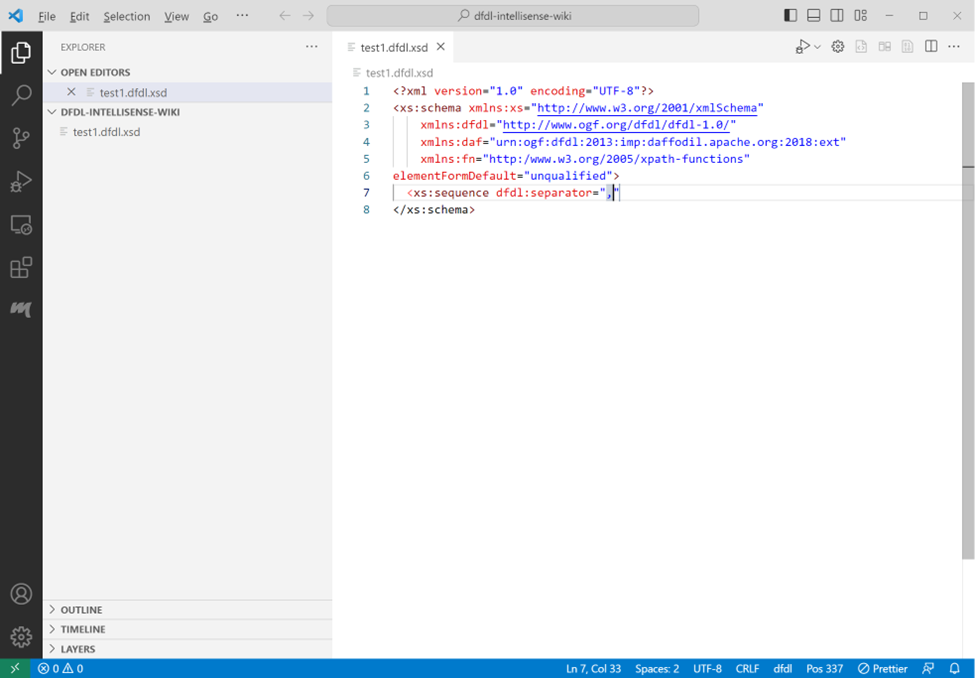 File Edit Selection View Go ··· dfdl-intellisense-wiki
EXPLORER ···
OPEN EDITORS
test1.dfdl.xsd
DFDL-INTELLISENSE-WIKI
test1.dfdl.xsd
OUTLINE
TIMELINE
LAYERS
test1.dfdl.xsd
test1.dfdl.xsd
1 <?xml version="1.0" encoding="UTF-8"?>
2 <xs:schema xmlns:xs="http://www.w3.org/2001/xmlSchema"
3 xmlns:dfdl="http://www.ogf.org/dfdl/dfdl-1.0/"
4 xmlns:daf="urn:ogf:dfdl:2013:imp:daffodil.apache.org:2018:ext"
5 xmlns:fn="http:/www.w3.org/2005/xpath-functions"
6 elementFormDefault="unqualified">
7 <xs:sequence dfdl:separator=","
8 </xs:schema>
0 0 Ln 7, Col 33 Spaces: 2 UTF-8 CRLF dfdl Pos 337 Prettier